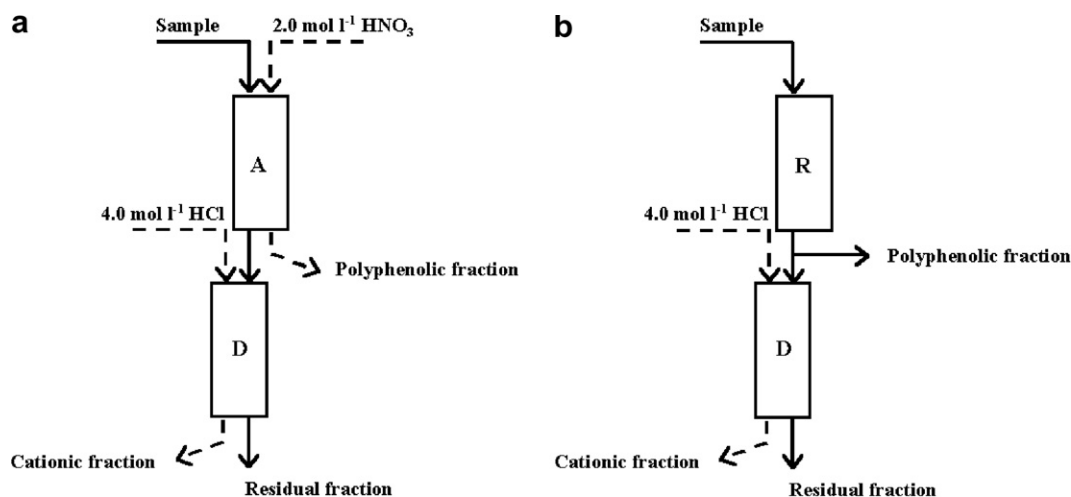 a
Sample
2.0 mol l⁻¹ HNO₃
A
4.0 mol l⁻¹ HCl
Polyphenolic fraction
D
Cationic fraction
Residual fraction
b
Sample
R
4.0 mol l⁻¹ HCl
Polyphenolic fraction
D
Cationic fraction
Residual fraction